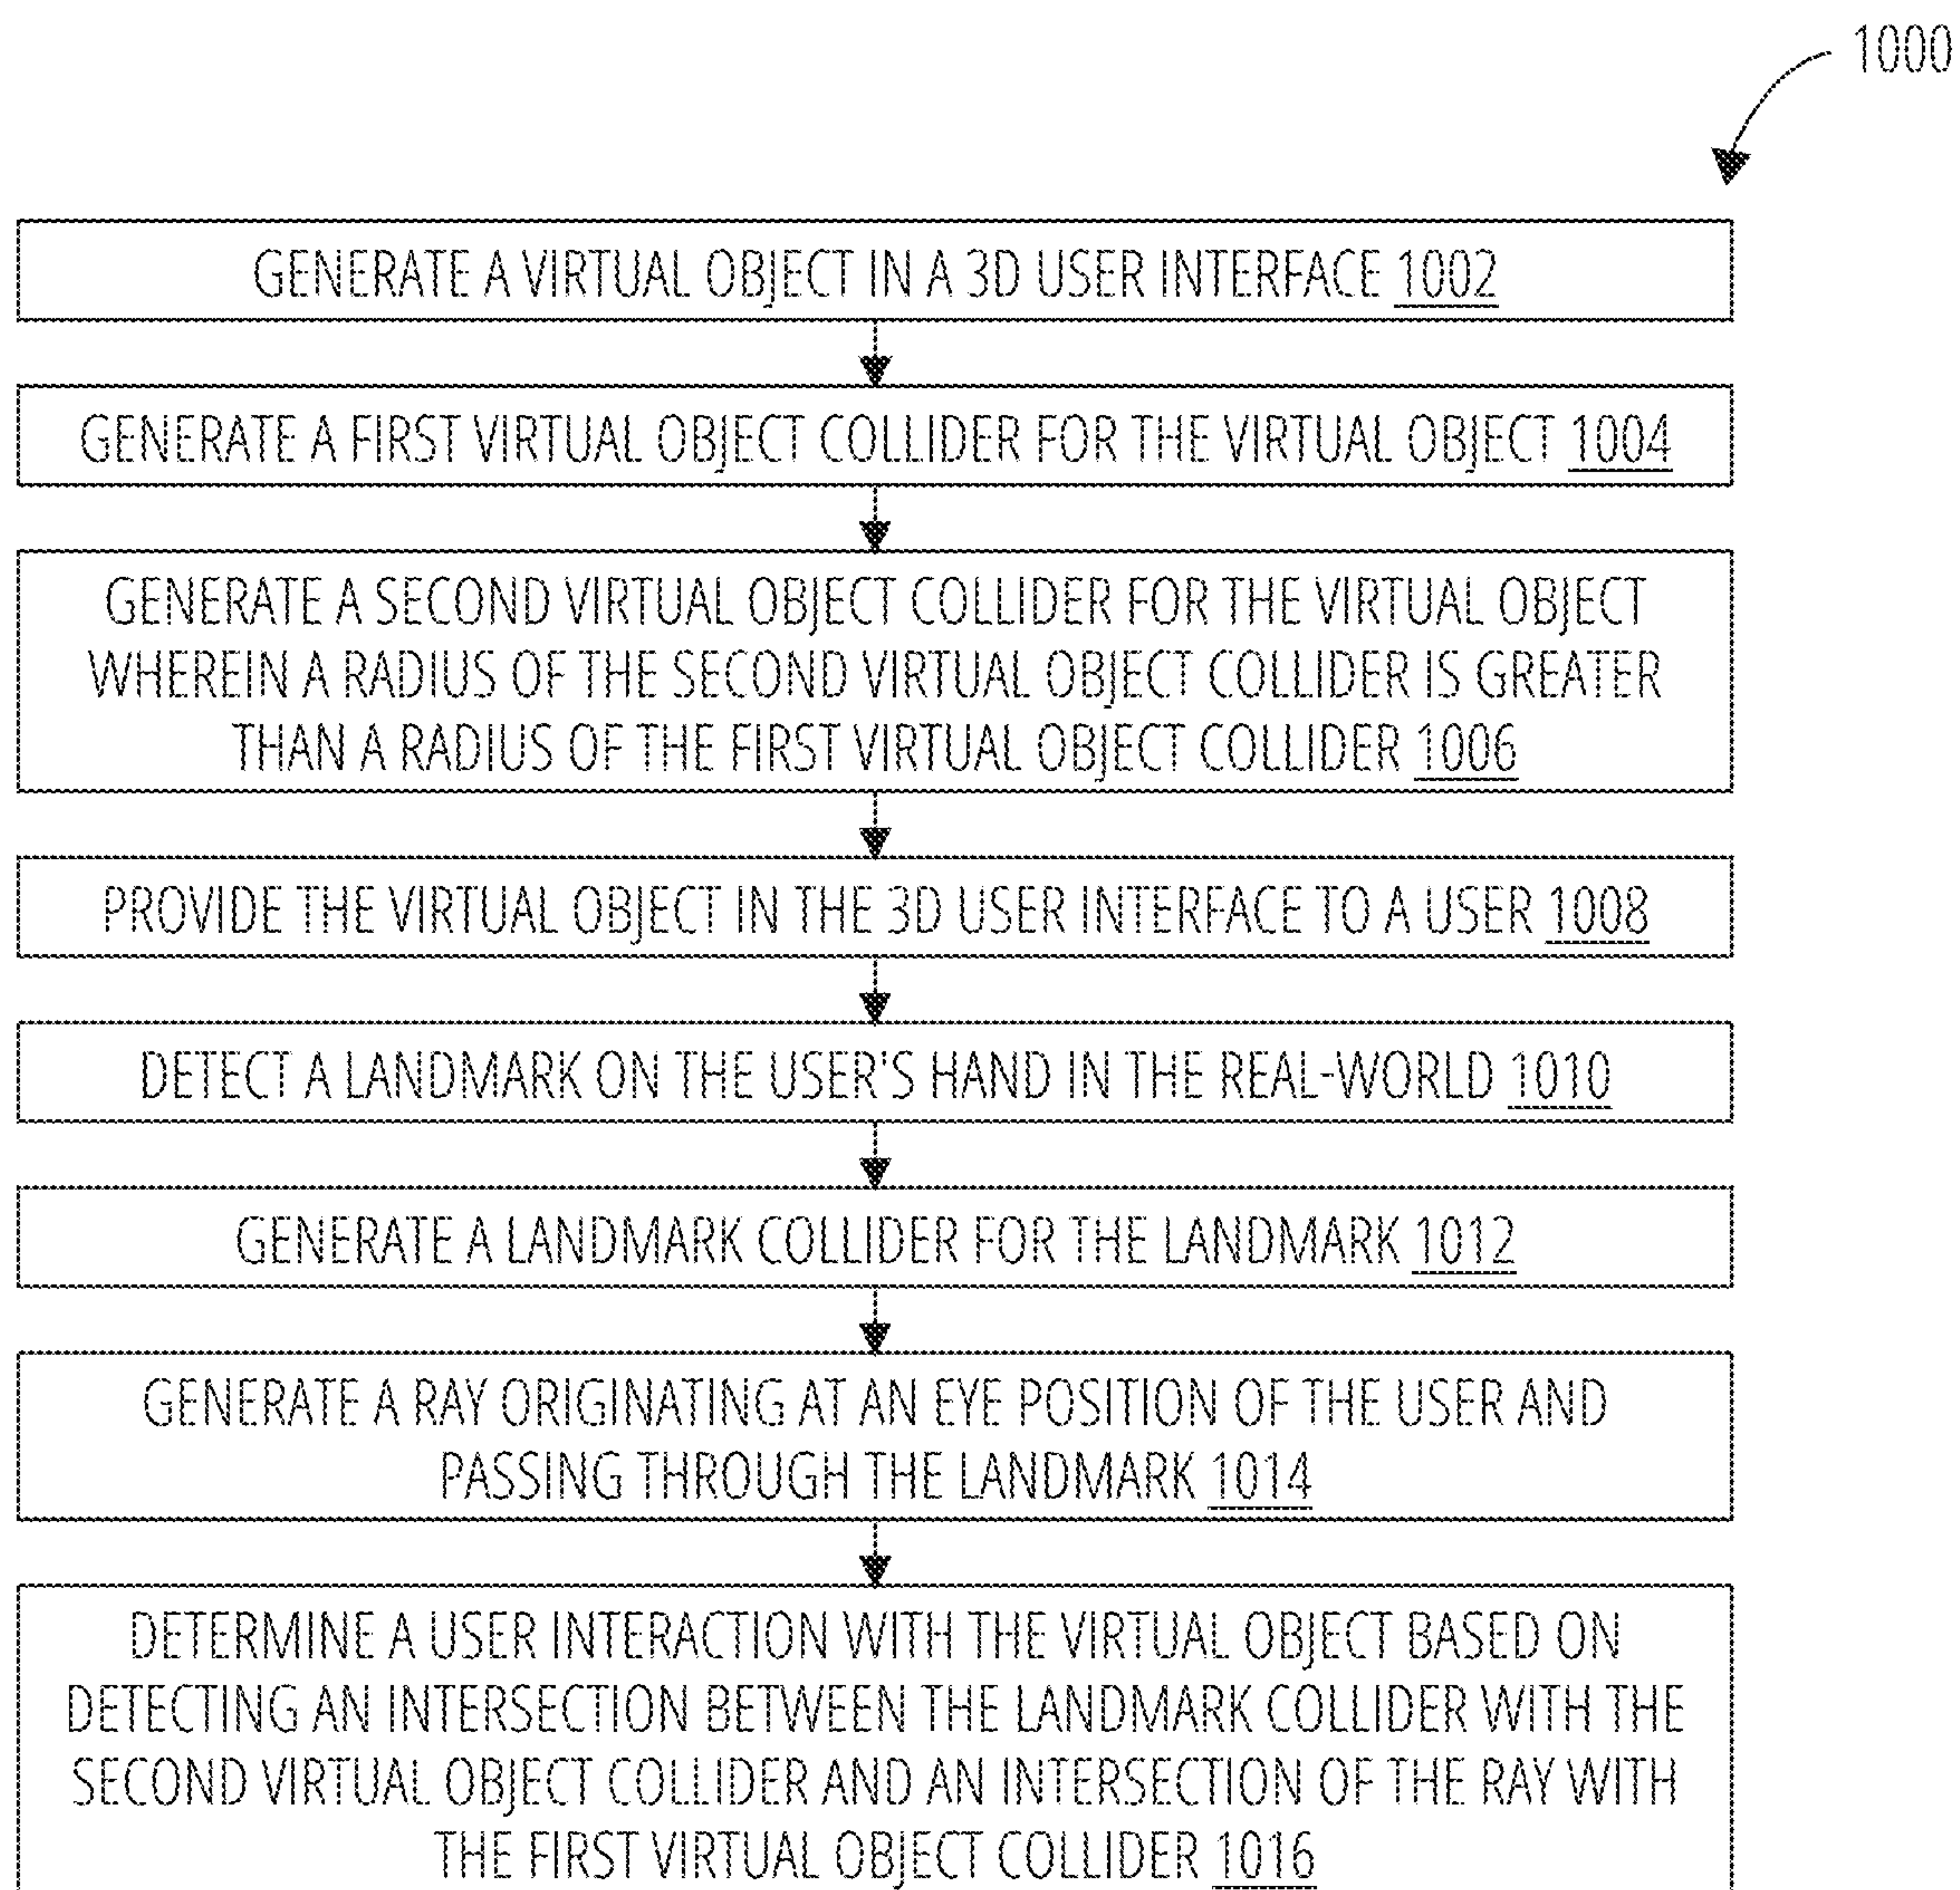 1000
GENERATE A VIRTUAL OBJECT IN A 3D USER INTERFACE 1002
GENERATE A FIRST VIRTUAL OBJECT COLLIDER FOR THE VIRTUAL OBJECT 1004
GENERATE A SECOND VIRTUAL OBJECT COLLIDER FOR THE VIRTUAL OBJECT
WHEREIN A RADIUS OF THE SECOND VIRTUAL OBJECT COLLIDER IS GREATER
THAN A RADIUS OF THE FIRST VIRTUAL OBJECT COLLIDER 1006
PROVIDE THE VIRTUAL OBJECT IN THE 3D USER INTERFACE TO A USER 1008
DETECT A LANDMARK ON THE USER'S HAND IN THE REAL-WORLD 1010
GENERATE A LANDMARK COLLIDER FOR THE LANDMARK 1012
GENERATE A RAY ORIGINATING AT AN EYE POSITION OF THE USER AND
PASSING THROUGH THE LANDMARK 1014
DETERMINE A USER INTERACTION WITH THE VIRTUAL OBJECT BASED ON
DETECTING AN INTERSECTION BETWEEN THE LANDMARK COLLIDER WITH THE
SECOND VIRTUAL OBJECT COLLIDER AND AN INTERSECTION OF THE RAY WITH
THE FIRST VIRTUAL OBJECT COLLIDER 1016